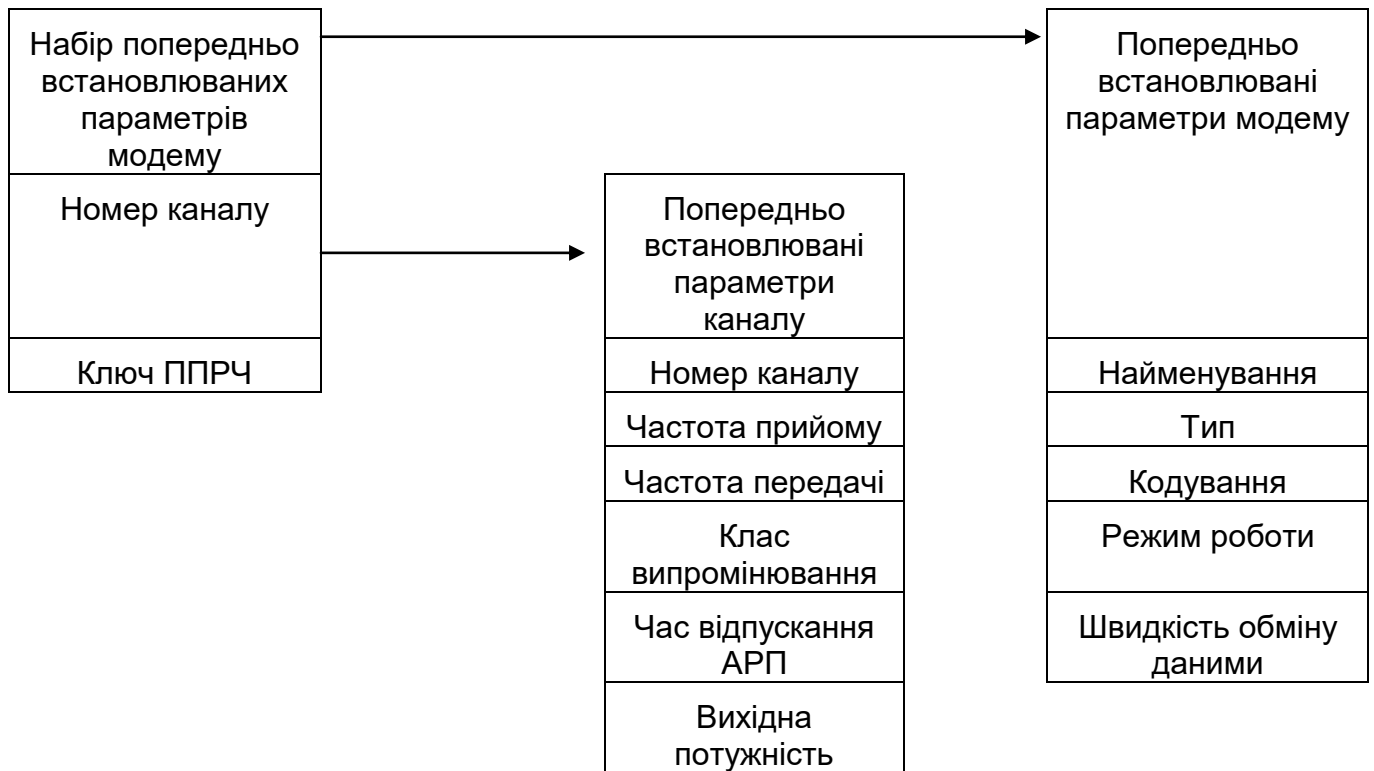 Набір попередньо
встановлюваних
параметрів
модему
Номер каналу
Ключ ППРЧ
Попередньо
встановлювані
параметри
каналу
Номер каналу
Частота прийому
Частота передачі
Клас
випромінювання
Час відпускання
АРП
Вихідна
потужність
Попередньо
встановлювані
параметри модему
Найменування
Тип
Кодування
Режим роботи
Швидкість обміну
даними